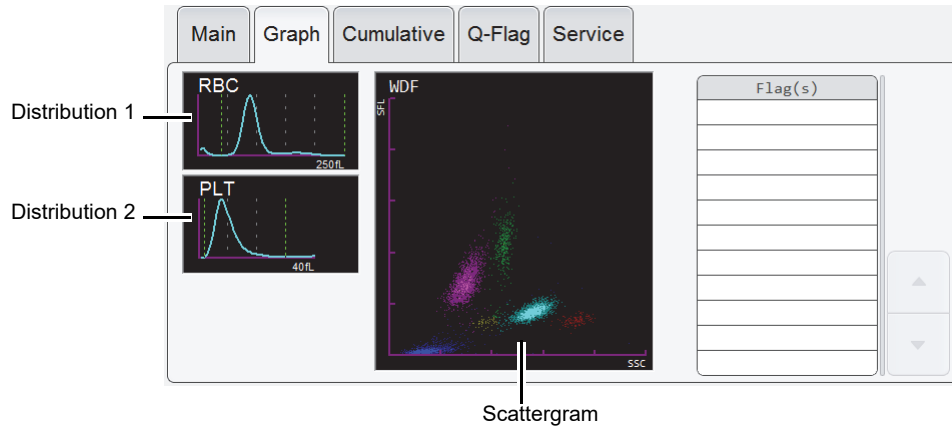 Main
Graph
Cumulative
Q-Flag
Service
RBC
250fL
Distribution 1
PLT
40fL
Distribution 2
WDF
SFL
SSC
Scattergram
Flag(s)